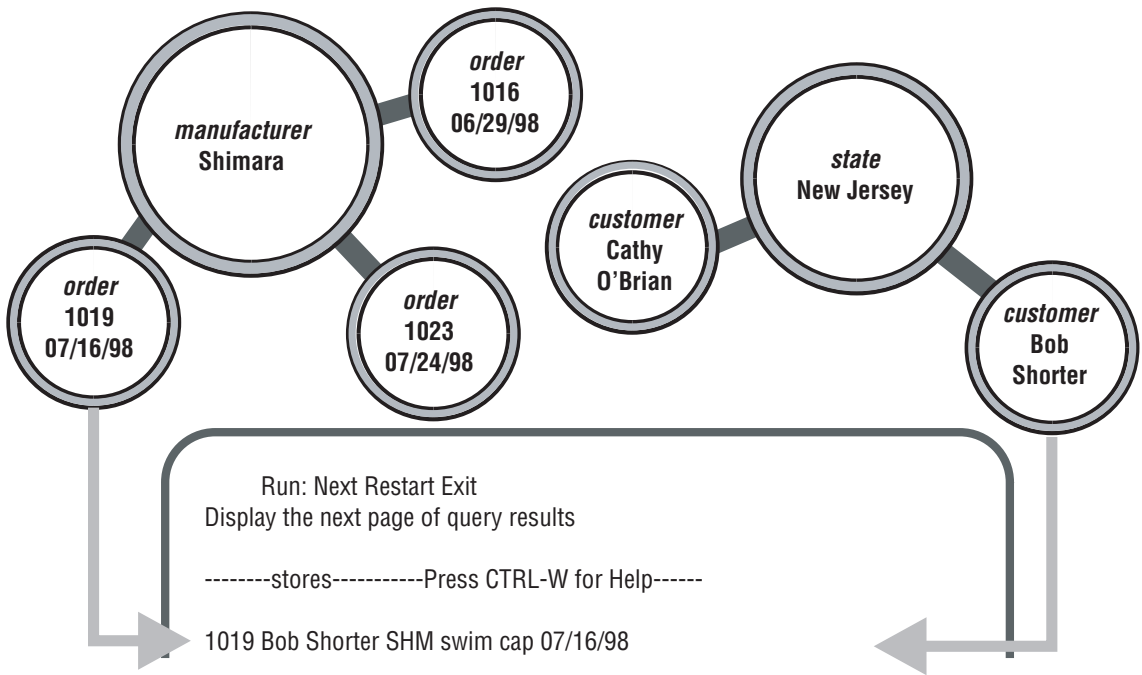 manufacturer
Shimara
order
1016
06/29/98
order
1019
07/16/98
order
1023
07/24/98
state
New Jersey
customer
Cathy
O’Brian
customer
Bob
Shorter
Run: Next Restart Exit
Display the next page of query results
--------stores-----------Press CTRL-W for Help------
1019 Bob Shorter SHM swim cap 07/16/98